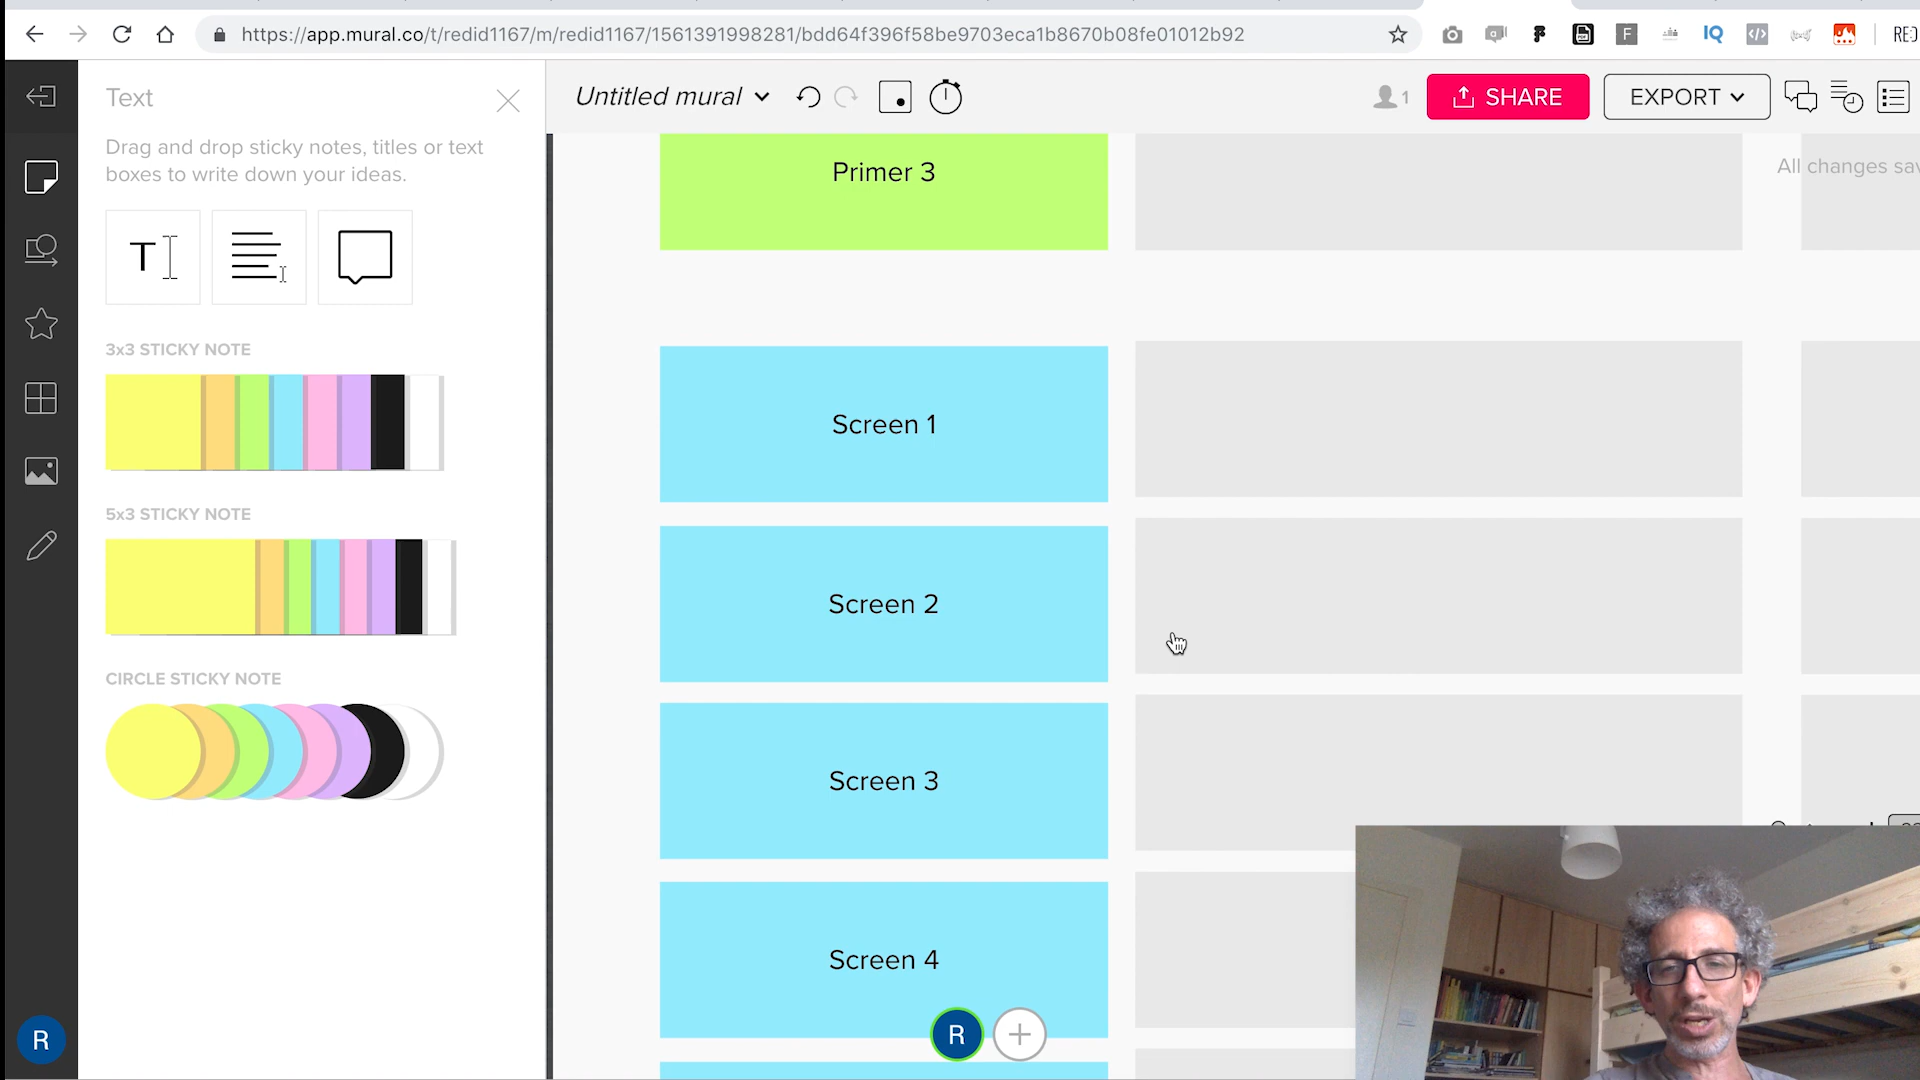 https://app.mural.co/t/redid1167/m/redid1167/1561391998281/bdd64f396f58be9703eca1b8670b08fe01012b92
F
IQ
Text
Drag and drop sticky notes, titles or text
boxes to write down your ideas.
T
3x3 STICKY NOTE
5x3 STICKY NOTE
CIRCLE STICKY NOTE
R
Untitled mural
1
SHARE
EXPORT
All changes sav
Primer 3
Screen 1
Screen 2
Screen 3
Screen 4
R